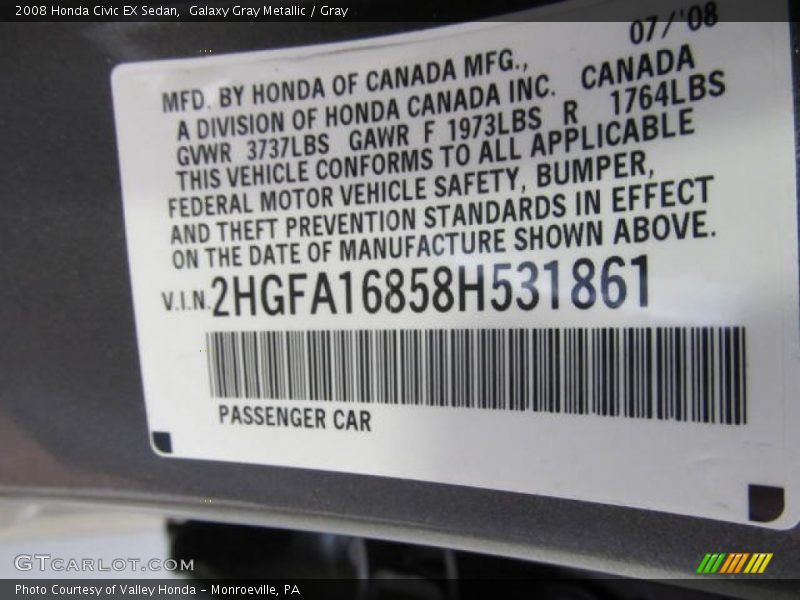 2008 Honda Civic EX Sedan,  Galaxy Gray Metallic / Gray
07/'08
MFD. BY HONDA OF CANADA MFG.,
A DIVISION OF HONDA CANADA INC. CANADA
GVWR 3737LBS GAWR F 1973LBS R 1764LBS
THIS VEHICLE CONFORMS TO ALL APPLICABLE
FEDERAL MOTOR VEHICLE SAFETY, BUMPER,
AND THEFT PREVENTION STANDARDS IN EFFECT
ON THE DATE OF MANUFACTURE SHOWN ABOVE.
V.I.N. 2HGFA16858H531861
PASSENGER CAR
GTcarlot.com
Photo Courtesy of Valley Honda - Monroeville, PA